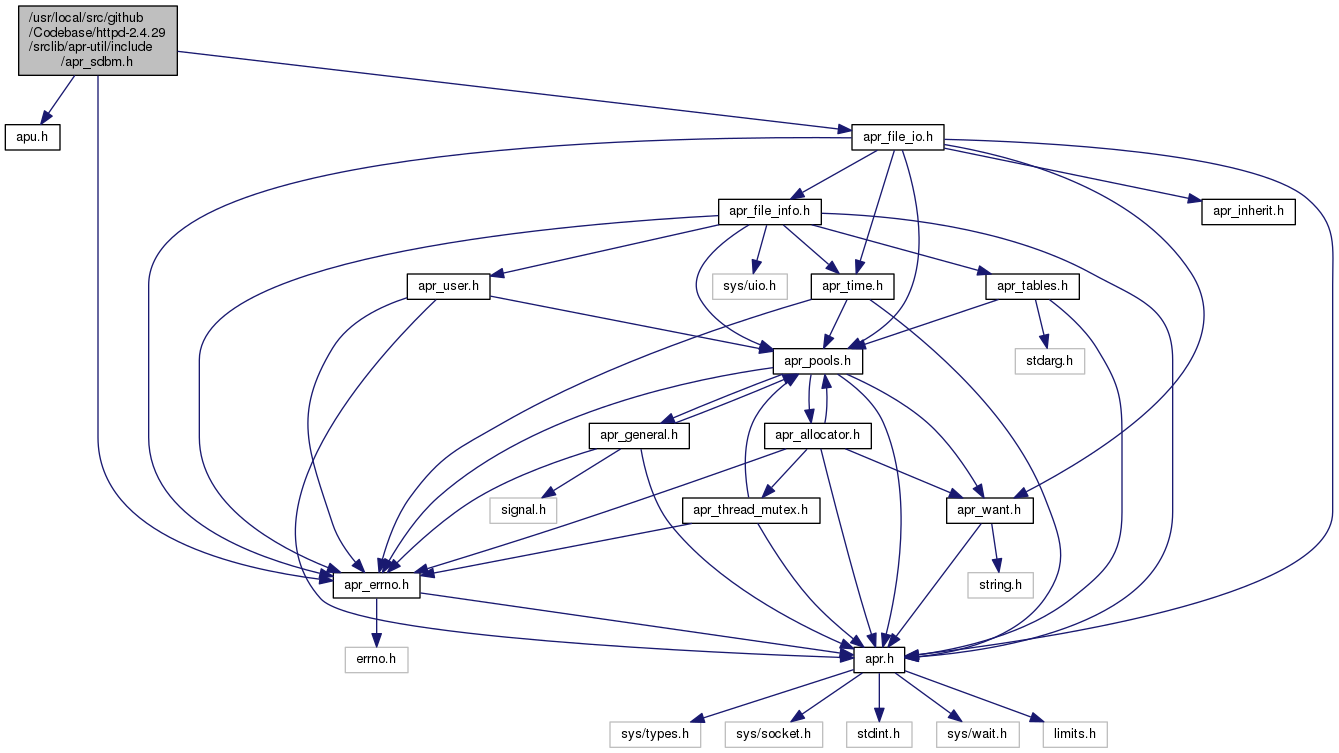 /usr/local/src/github
/Codebase/httpd-2.4.29
/srclib/apr-util/include
/apr_sdbm.h
apu.h
apr_file_io.h
apr_file_info.h
apr_inherit.h
apr_user.h
sys/uio.h
apr_time.h
apr_tables.h
apr_pools.h
stdarg.h
apr_general.h
apr_allocator.h
signal.h
apr_thread_mutex.h
apr_want.h
apr_errno.h
string.h
errno.h
apr.h
sys/types.h
sys/socket.h
stdint.h
sys/wait.h
limits.h